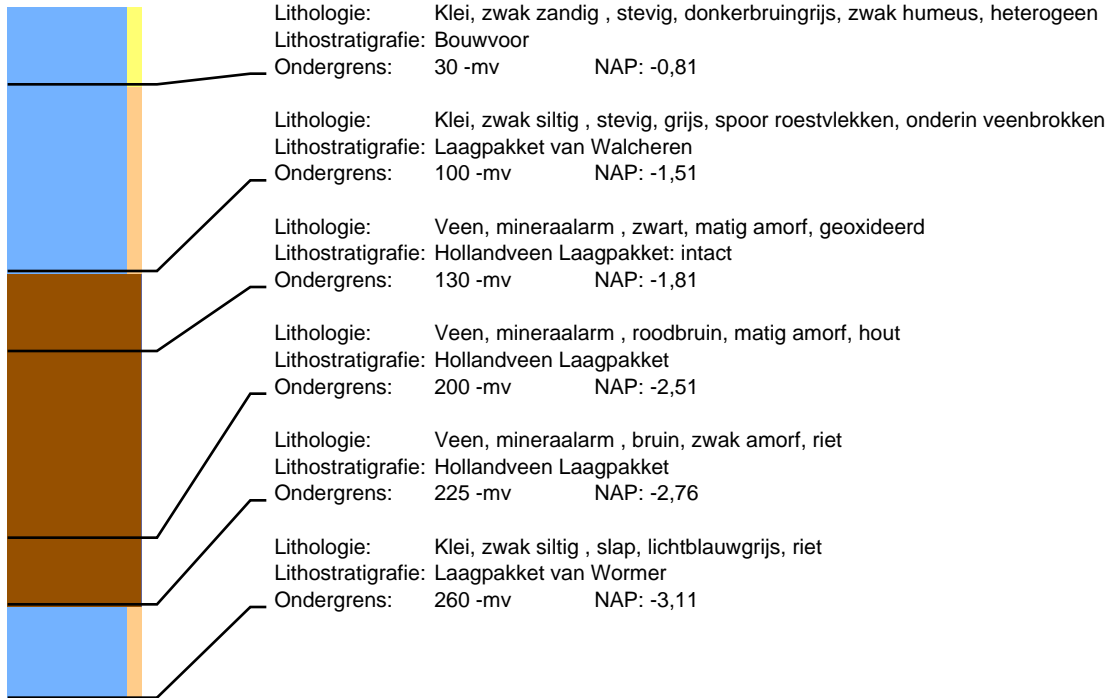 Lithologie: Klei, zwak zandig , stevig, donkerbruingrijs, zwak humeus, heterogeen
Lithostratigrafie: Bouwvoor
Ondergrens: 30 -mv NAP: -0,81
Lithologie: Klei, zwak siltig , stevig, grijs, spoor roestvlekken, onderin veenbrokken
Lithostratigrafie: Laagpakket van Walcheren
Ondergrens: 100 -mv NAP: -1,51
Lithologie: Veen, mineraalarm , zwart, matig amorf, geoxideerd
Lithostratigrafie: Hollandveen Laagpakket: intact
Ondergrens: 130 -mv NAP: -1,81
Lithologie: Veen, mineraalarm , roodbruin, matig amorf, hout
Lithostratigrafie: Hollandveen Laagpakket
Ondergrens: 200 -mv NAP: -2,51
Lithologie: Veen, mineraalarm , bruin, zwak amorf, riet
Lithostratigrafie: Hollandveen Laagpakket
Ondergrens: 225 -mv NAP: -2,76
Lithologie: Klei, zwak siltig , slap, lichtblauwgrijs, riet
Lithostratigrafie: Laagpakket van Wormer
Ondergrens: 260 -mv NAP: -3,11